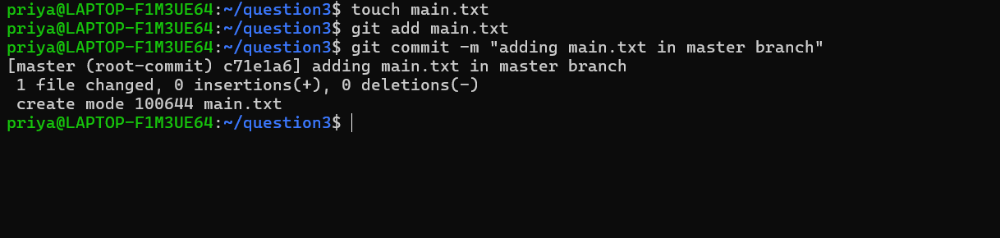 priya@LAPTOP-F1M3UE64:~/question3$ touch main.txt
priya@LAPTOP-F1M3UE64:~/question3$ git add main.txt
priya@LAPTOP-F1M3UE64:~/question3$ git commit -m "adding main.txt in master branch"
[master (root-commit) c71e1a6] adding main.txt in master branch
 1 file changed, 0 insertions(+), 0 deletions(-)
 create mode 100644 main.txt
priya@LAPTOP-F1M3UE64:~/question3$